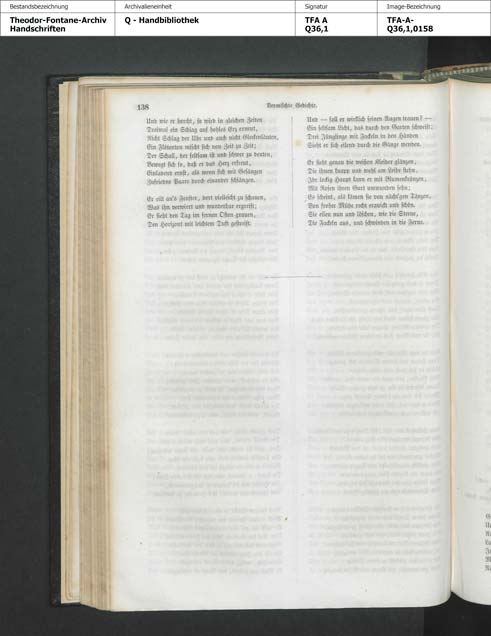 Bestandsbezeichnung
Archivalieneinheit
Signatur
Image-Bezeichnung
Theodor-Fontane-Archiv
Handschriften
Q - Handbibliothek
TFA A
Q36,1
TFA-A-
Q36,1,0158
138
Vermischte Gedichte.
Und wie er horcht, so wird in gleichen Zeiten
Dreimal ein Schlag auf hohles Erz erneut,
Nicht Schlag der Uhr und auch nicht Glockenläuten,
Ein Flötenton mischt sich von Zeit zu Zeit;
Der Schall, der seltsam ist und schwer zu deuten,
Bewegt sich so, daß er das Herz erfreut,
Einladend ernst, als wenn sich mit Gesängen
Zufriedne Paare durch einander schlängen.
Er eilt an's Fenster, dort vielleicht zu schauen,
Was ihn verwirrt und wunderbar ergreift;
Er sieht den Tag im fernen Osten grauen,
Den Horizont mit leichtem Duft gestreift.
Und — soll er wirklich seinen Augen trauen? —
Ein seltsam Licht, das durch den Garten schweift:
Drei Jünglinge mit Fackeln in den Händen
Sieht er sich eilend durch die Gänge wenden.
Er sieht genau die weißen Kleider glänzen,
Die ihnen knapp und wohl am Leibe stehn,
Ihr lockig Haupt kann er mit Blumenkränzen,
Mit Rosen ihren Gurt umwunden sehn;
Es scheint, als kämen sie von nächt'gen Tänzen,
Von froher Mühe recht erquickt und schön.
Sie eilen nun und löschen, wie die Sterne,
Die Fackeln aus, und schwinden in die Ferne.